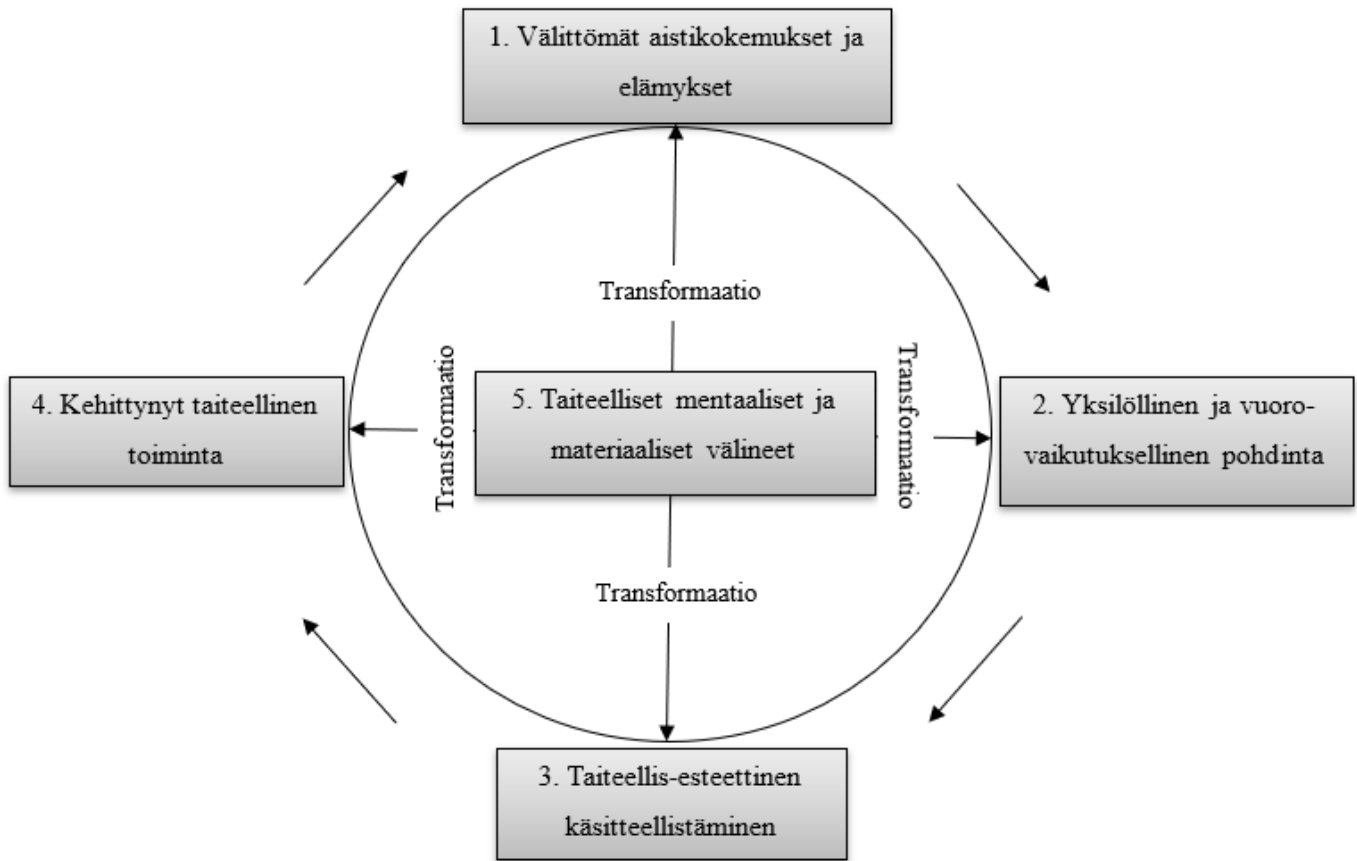 1. Välittömät aistikokemukset ja
elämykset
Transformaatio
4. Kehittynyt taiteellinen
toiminta
Transformaatio
5. Taiteelliset mentaaliset ja
materiaaliset välineet
Transformaatio
2. Yksilöllinen ja vuoro-
vaikutuksellinen pohdinta
Transformaatio
3. Taiteellis-esteettinen
käsitteellistäminen